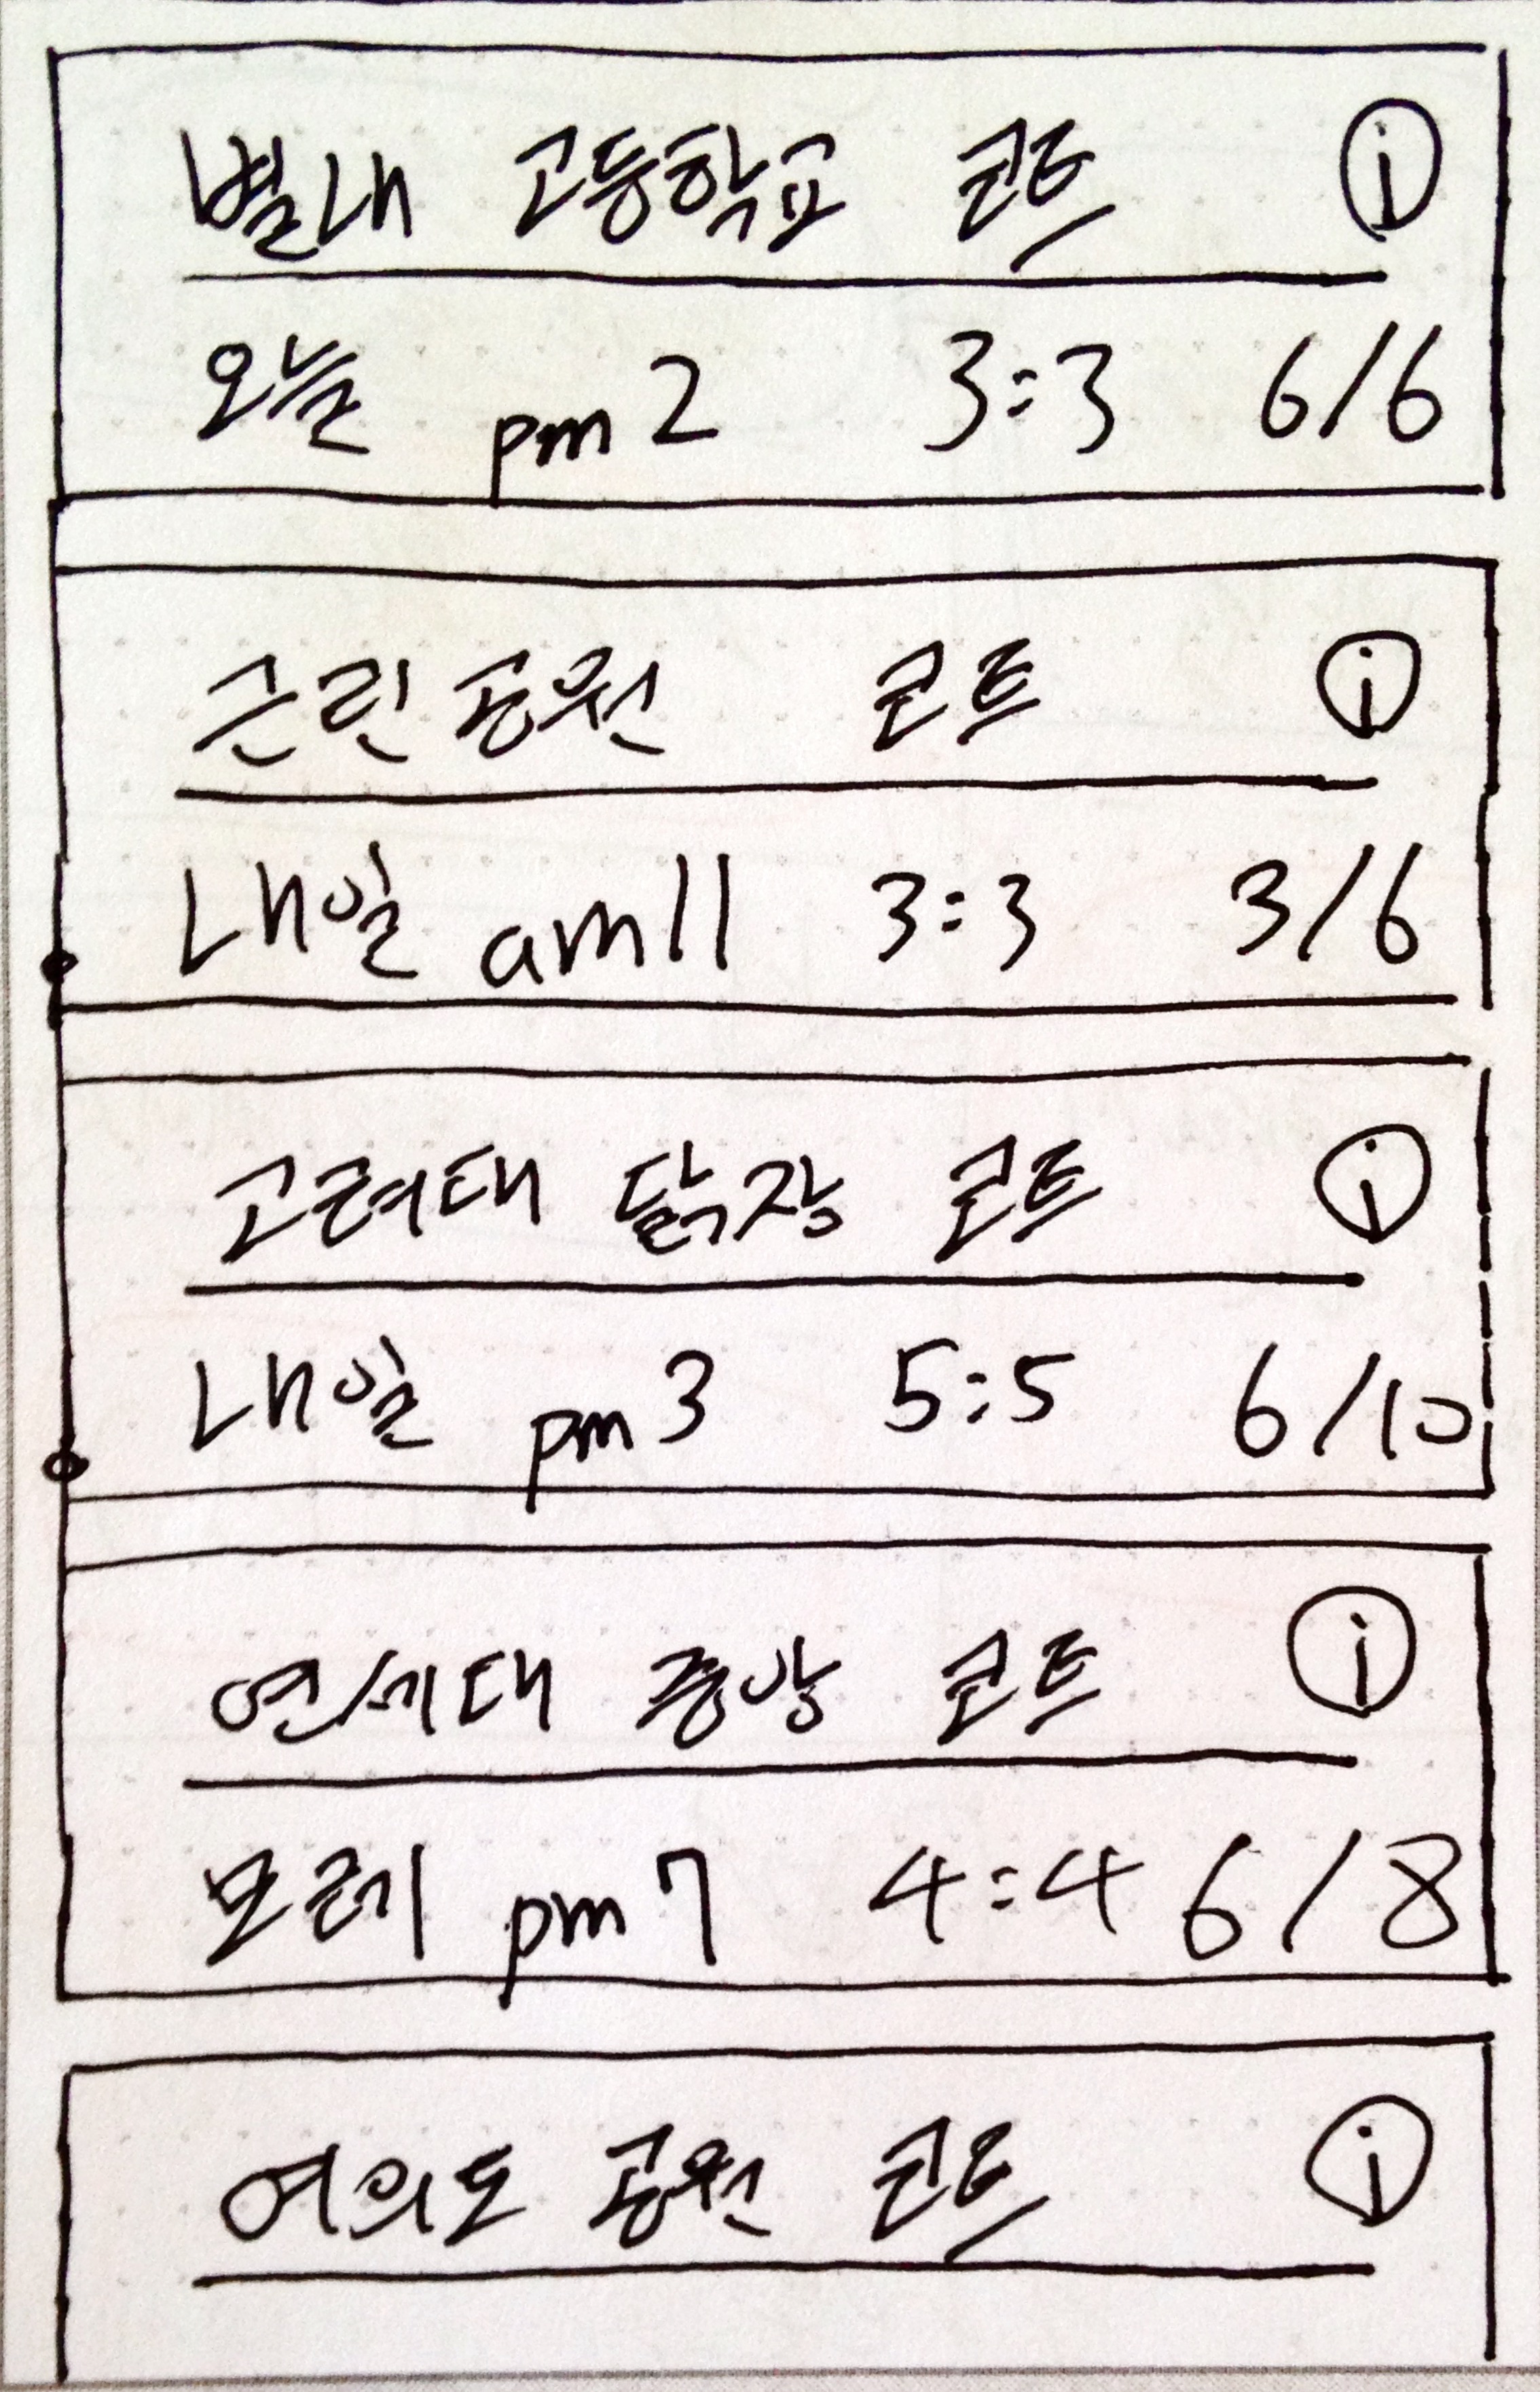 별내 고등학교 코트 i
오늘 pm 2 3:3 6/6
근린공원 코트 i
내일 am 11 3:3 3/6
고려대 닭장 코트 i
내일 pm 3 5:5 6/10
연세대 중앙 코트 i
모레 pm 7 4:4 6/8
여의도 공원 코트 i